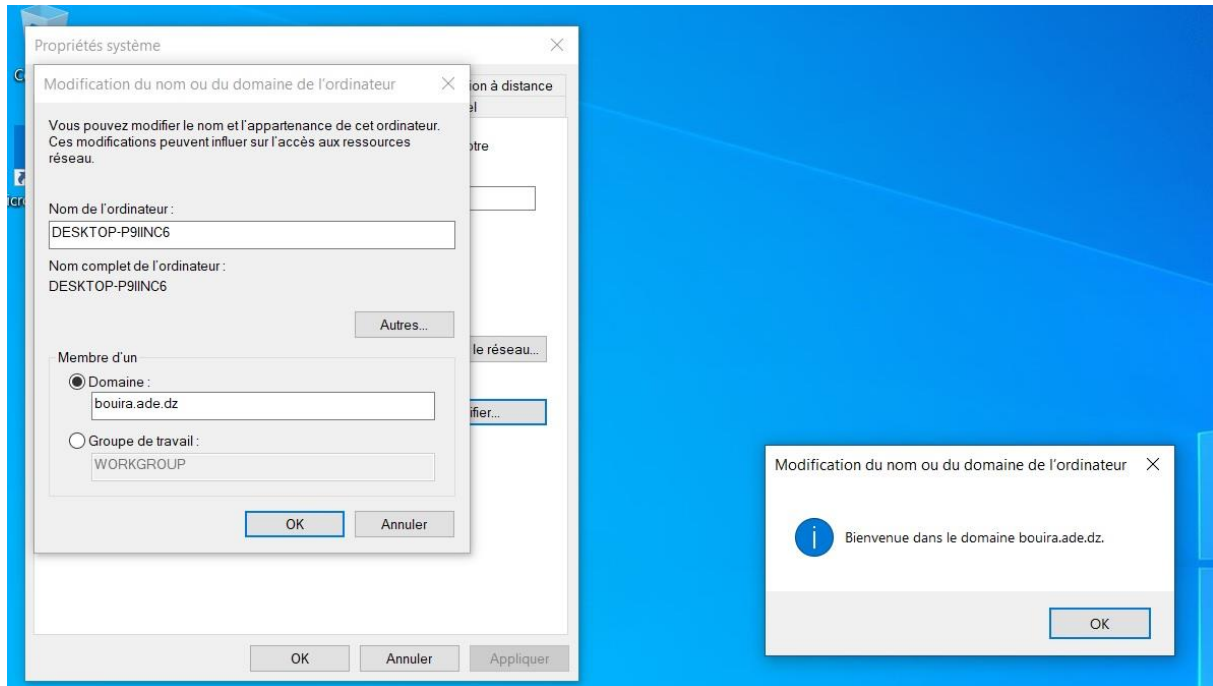 Propriétés système
Modification du nom ou du domaine de l'ordinateur
ion à distance
el
Vous pouvez modifier le nom et l'appartenance de cet ordinateur.
Ces modifications peuvent influer sur l'accès aux ressources
réseau.
otre
Nom de l'ordinateur :
DESKTOP-P9IINC6
Nom complet de l'ordinateur :
DESKTOP-P9IINC6
Autres...
le réseau...
Membre d'un
Domaine :
bouira.ade.dz
ifier...
Groupe de travail :
WORKGROUP
OK Annuler
OK Annuler Appliquer
Modification du nom ou du domaine de l'ordinateur
Bienvenue dans le domaine bouira.ade.dz.
OK